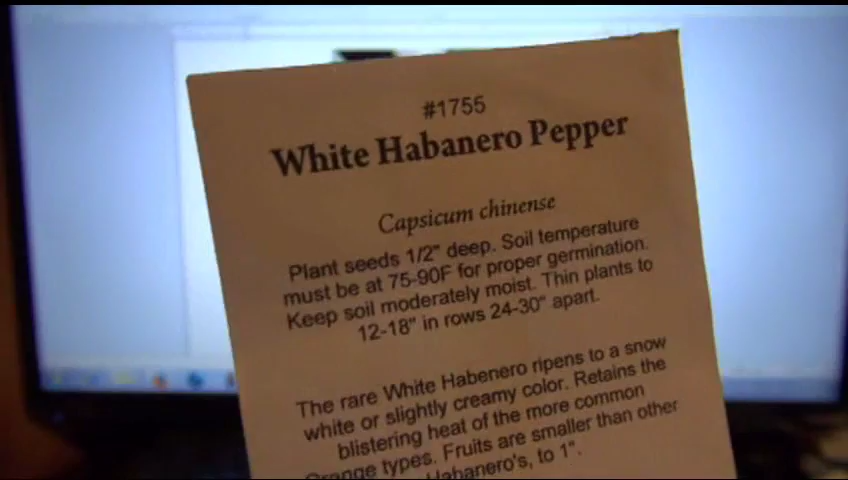 #1755
White Habanero Pepper
Capsicum chinense
Plant seeds 1/2" deep. Soil temperature
must be at 75-90F for proper germination.
Keep soil moderately moist. Thin plants to
12-18" in rows 24-30" apart.
The rare White Habenero ripens to a snow
white or slightly creamy color. Retains the
blistering heat of the more common
Orange types. Fruits are smaller than other
Habanero's, to 1".